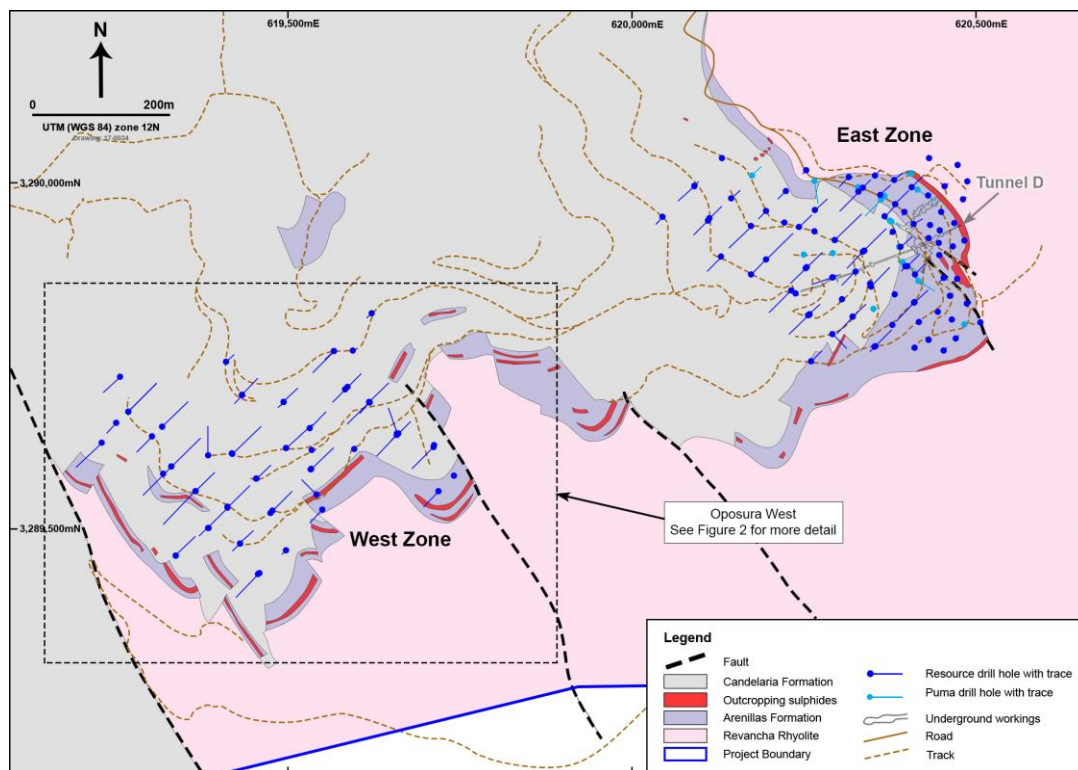 619,500mE
620,000mE
620,500mE
N
0 200m
UTM (WGS 84) zone 12N
Drawing: 17-0034
3,290,000mN
East Zone
Tunnel D
3,289,500mN
West Zone
Oposura West
See Figure 2 for more detail
Legend
Fault
Candelaria Formation
Outcropping sulphides
Arenillas Formation
Revancha Rhyolite
Project Boundary
Resource drill hole with trace
Puma drill hole with trace
Underground workings
Road
Track